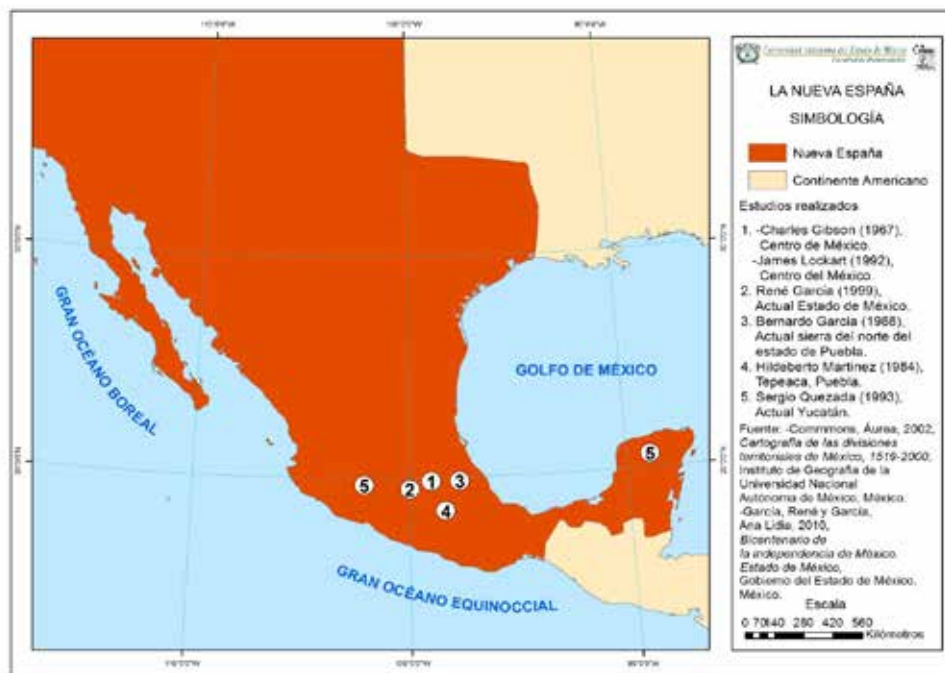 GRAN OCÉANO BOREAL
GOLFO DE MÉXICO
GRAN OCÉANO EQUINOCCIAL
5
2
1
3
4
5
Universidad Autónoma del Estado de México
LA NUEVA ESPAÑA
SIMBOLOGÍA
Nueva España
Continente Americano
Estudios realizados
1. -Charles Gibson (1967),
Centro de México.
-James Lockart (1992),
Centro del México.
2. René García (1999),
Actual Estado de México.
3. Bernardo García (1988),
Actual sierra del norte del
estado de Puebla.
4. Hildeberto Martínez (1984),
Tepeaca, Puebla.
5. Sergio Quezada (1993),
Actual Yucatán.
Fuente: -Commmons, Áurea, 2002,
Cartografía de las divisiones
territoriales de México, 1519-2000,
Instituto de Geografía de la
Universidad Nacional
Autónoma de México, México.
-García, René y García,
Ana Lidia, 2010,
Bicentenario de
la independencia de México.
Estado de México,
Gobierno del Estado de México.
México.
Escala
0 70140 280 420 560
Kilómetros